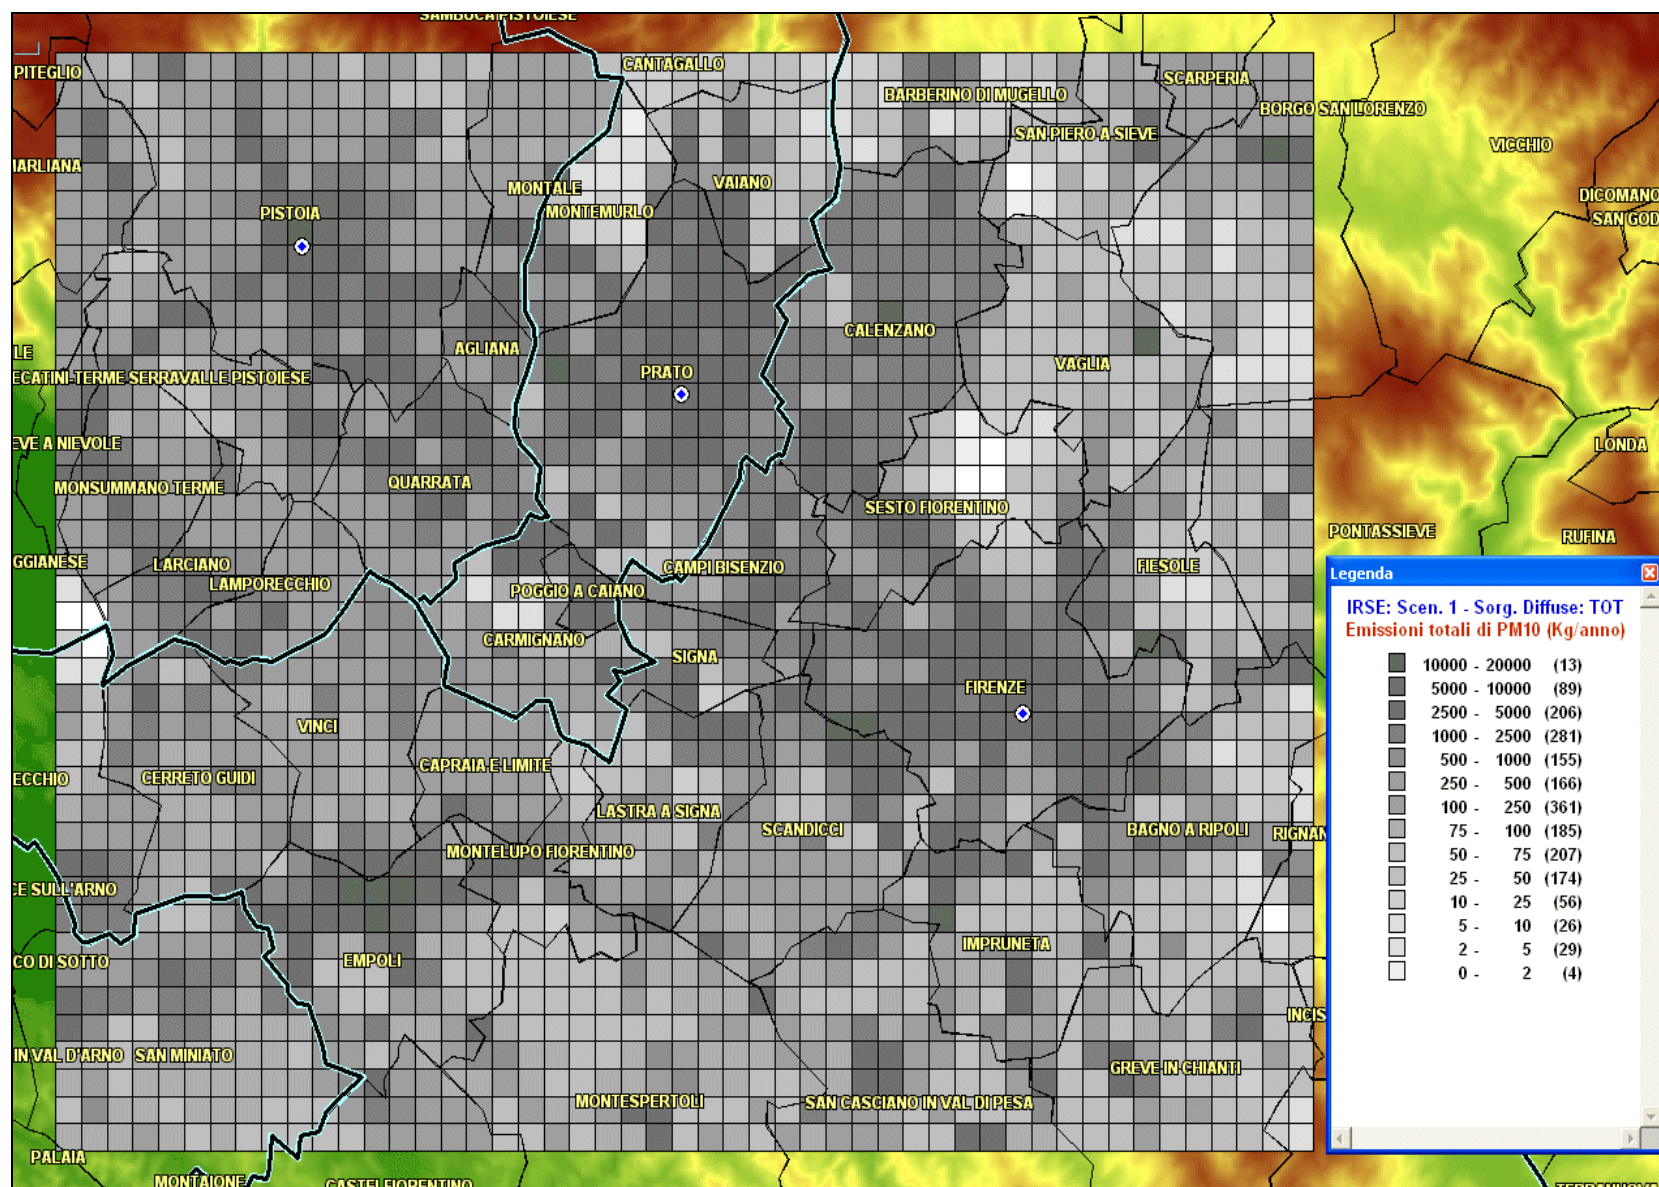 SAMBUCA PISTOIESE
CANTAGALLO
PITEGLIO
SCARPERIA
BARBERINO DI MUGELLO
BORGO SAN LORENZO
SAN PIERO A SIEVE
VICCHIO
MARLIANA
VAIANO
MONTALE
DICOMANO
PISTOIA
MONTEMURLO
SAN GOD
CALENZANO
AGLIANA
LE
VAGLIA
PRATO
ECATINI-TERME SERRAVALLE PISTOIESE
EVE A NIEVOLE
LONDA
QUARRATA
MONSUMMANO TERME
SESTO FIORENTINO
PONTASSIEVE
RUFINA
GGIANESE
LARCIANO
CAMPI BISENZIO
FIESOLE
LAMPORECCHIO
POGGIO A CAIANO
CARMIGNANO
SIGNA
FIRENZE
VINCI
CAPRAIA E LIMITE
ECCHIO
CERRETO GUIDI
LASTRA A SIGNA
SCANDICCI
BAGNO A RIPOLI
RIGNAN
MONTELUPO FIORENTINO
CE SULL'ARNO
IMPRUNETA
CO DI SOTTO
EMPOLI
INCIS
IN VAL D'ARNO
SAN MINIATO
GREVE IN CHIANTI
MONTESPERTOLI
SAN CASCIANO IN VAL DI PESA
PALAIA
MONTAIONE
CASTELFIORENTINO
TERRANUOVA
Legenda
IRSE: Scen. 1 - Sorg. Diffuse: TOT
Emissioni totali di PM10 (Kg/anno)
10000 - 20000 (13)
5000 - 10000 (89)
2500 - 5000 (206)
1000 - 2500 (281)
500 - 1000 (155)
250 - 500 (166)
100 - 250 (361)
75 - 100 (185)
50 - 75 (207)
25 - 50 (174)
10 - 25 (56)
5 - 10 (26)
2 - 5 (29)
0 - 2 (4)